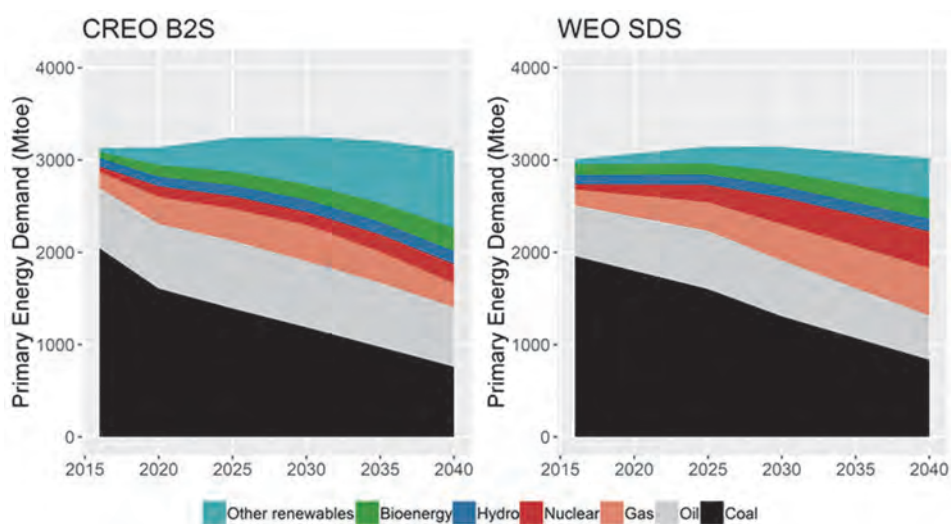 CREO B2S
WEO SDS
Primary Energy Demand (Mtoe)
4000
3000
2000
1000
0
2015 2020 2025 2030 2035 2040
Primary Energy Demand (Mtoe)
4000
3000
2000
1000
0
2015 2020 2025 2030 2035 2040
Other renewables Bioenergy Hydro Nuclear Gas Oil Coal